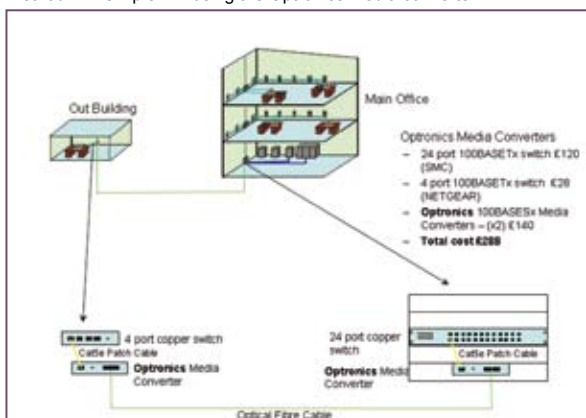 Out Building
Main Office
Optronics Media Converters
– 24 port 100BASETx switch £120
(SMC)
– 4 port 100BASETx switch £28
(NETGEAR)
– Optronics 100BASESx Media
Converters – (x2) £140
– Total cost £288
4 port copper switch
Cat5e Patch Cable
Optronics Media
Converter
24 port copper
switch
Cat5e Patch Cable
Optronics Media
Converter
Optical Fibre Cable